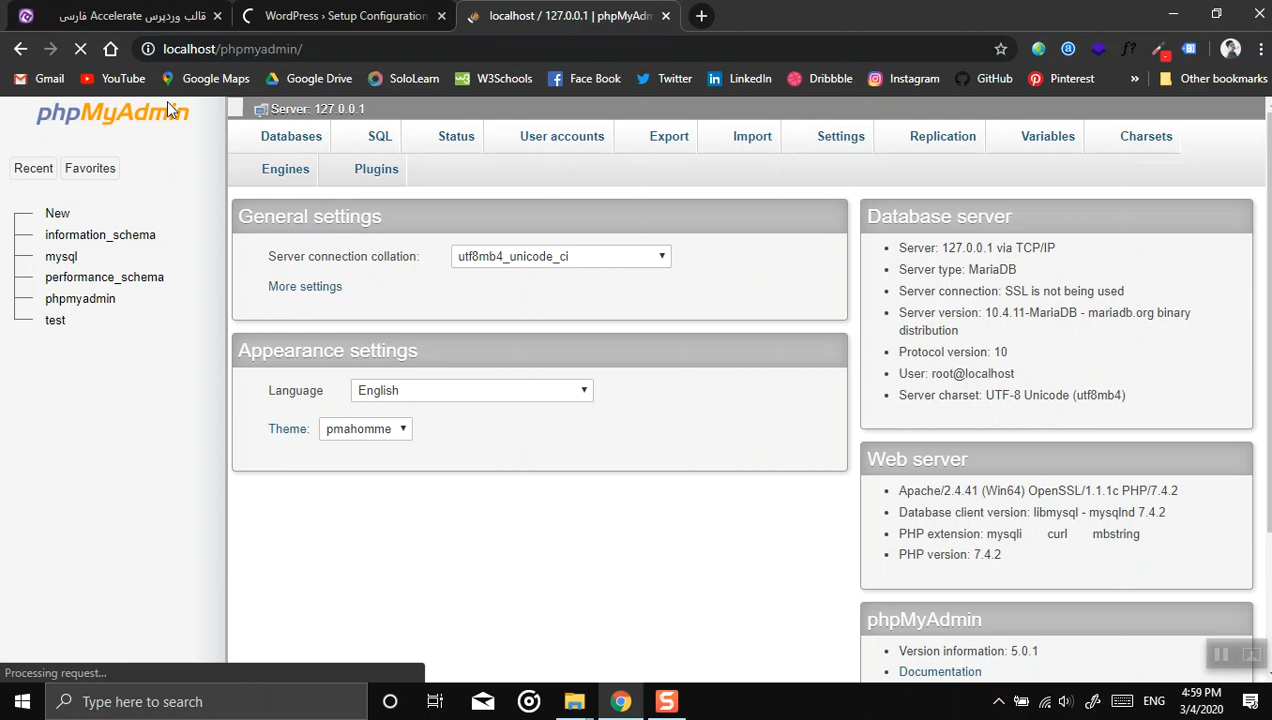 قالب وردپرس Accelerate فارسی
WordPress › Setup Configuration
localhost / 127.0.0.1 | phpMyAdm
localhost/phpmyadmin/
Gmail YouTube Google Maps Google Drive SoloLearn W3Schools Face Book Twitter LinkedIn Dribbble Instagram GitHub Pinterest » Other bookmarks
phpMyAdmin
Recent Favorites
New
information_schema
mysql
performance_schema
phpmyadmin
test
Server: 127.0.0.1
Databases SQL Status User accounts Export Import Settings Replication Variables Charsets
Engines Plugins
General settings
Server connection collation: utf8mb4_unicode_ci
More settings
Appearance settings
Language English
Theme: pmahomme
Database server
Server: 127.0.0.1 via TCP/IP
Server type: MariaDB
Server connection: SSL is not being used
Server version: 10.4.11-MariaDB - mariadb.org binary
distribution
Protocol version: 10
User: root@localhost
Server charset: UTF-8 Unicode (utf8mb4)
Web server
Apache/2.4.41 (Win64) OpenSSL/1.1.1c PHP/7.4.2
Database client version: libmysql - mysqlnd 7.4.2
PHP extension: mysqli curl mbstring
PHP version: 7.4.2
phpMyAdmin
Version information: 5.0.1
Documentation
Processing request...
Type here to search
ENG
4:59 PM
3/4/2020